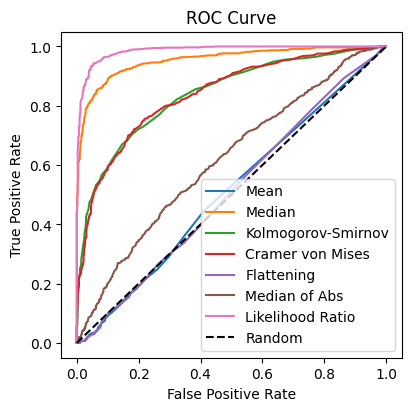 ROC Curve
True Positive Rate
1.0
0.8
0.6
0.4
0.2
0.0
Mean
Median
Kolmogorov-Smirnov
Cramer von Mises
Flattening
Median of Abs
Likelihood Ratio
Random
0.0 0.2 0.4 0.6 0.8 1.0
False Positive Rate